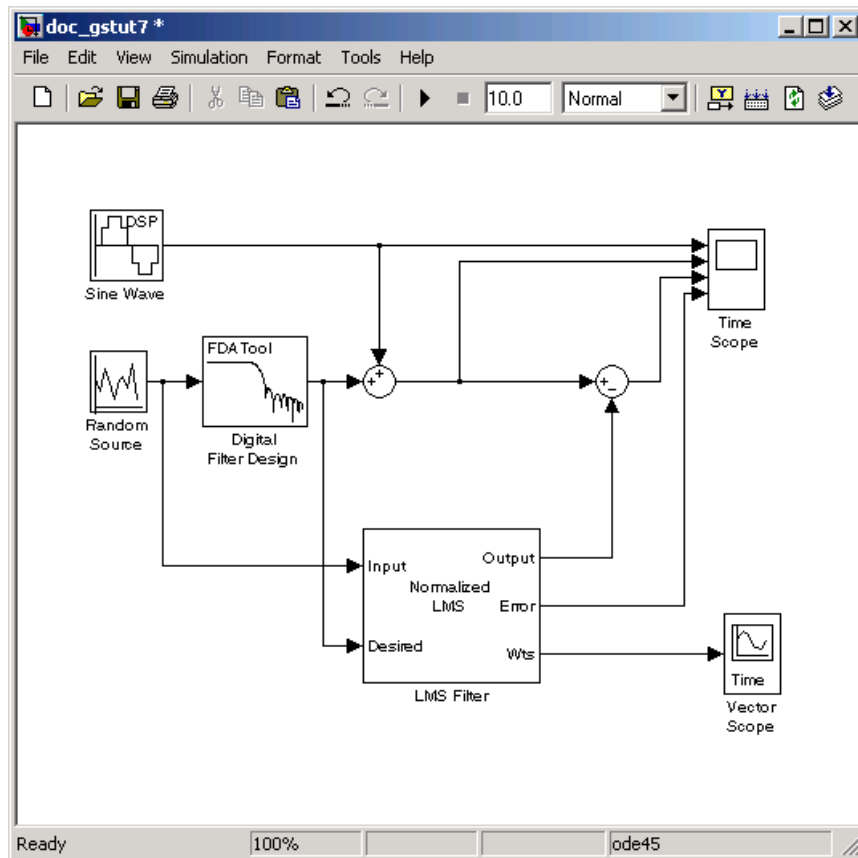 doc_gstut7 *
File Edit View Simulation Format Tools Help
10.0 Normal
DSP
Sine Wave
Time
Scope
FDATool
Random
Source
Digital
Filter Design
+ +
+ -
Input
Output
Normalized
LMS
Error
Desired
Wts
LMS Filter
Time
Vector
Scope
Ready 100% ode45